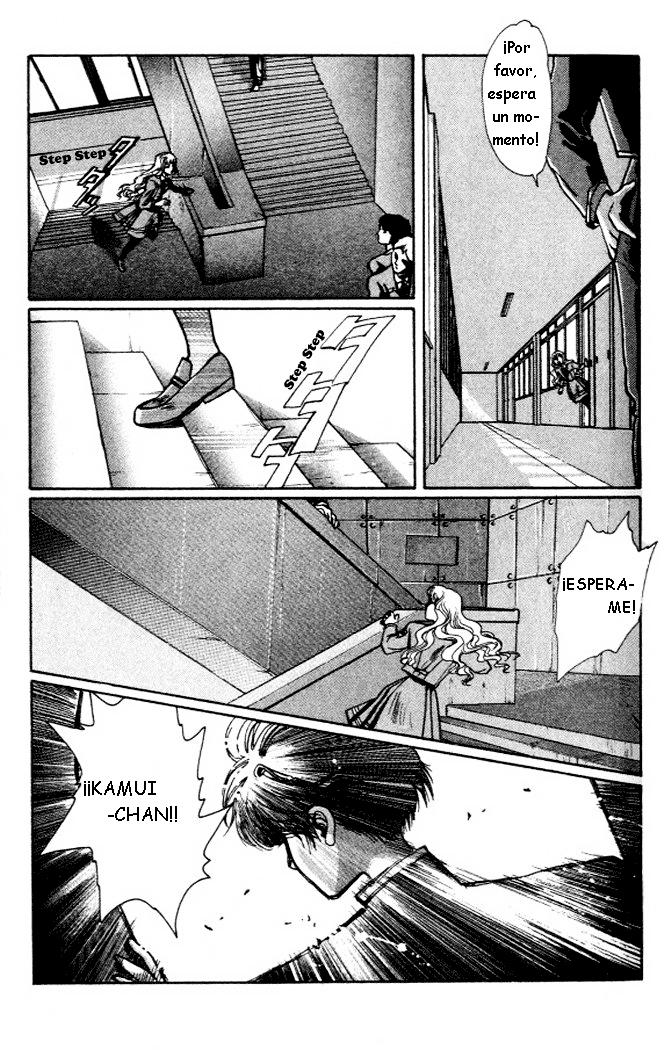 ¡Por
favor,
espera
un mo-
mento!
Step Step
Step Step
¡ESPERA-
ME!
¡¡KAMUI
-CHAN!!